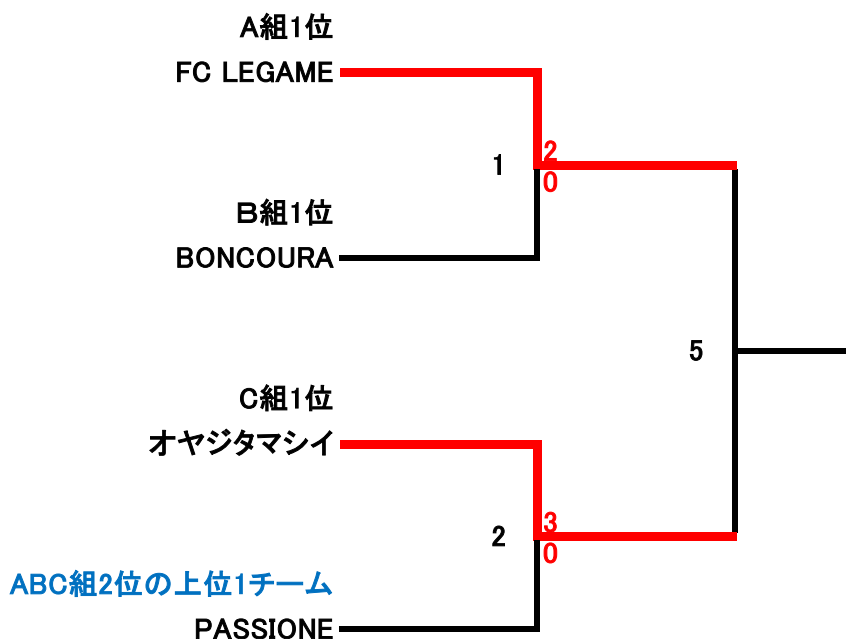 A組1位
FC LEGAME
1
2
0
B組1位
BONCOURA
5
C組1位
オヤジタマシイ
2
3
0
ABC組2位の上位1チーム
PASSIONE